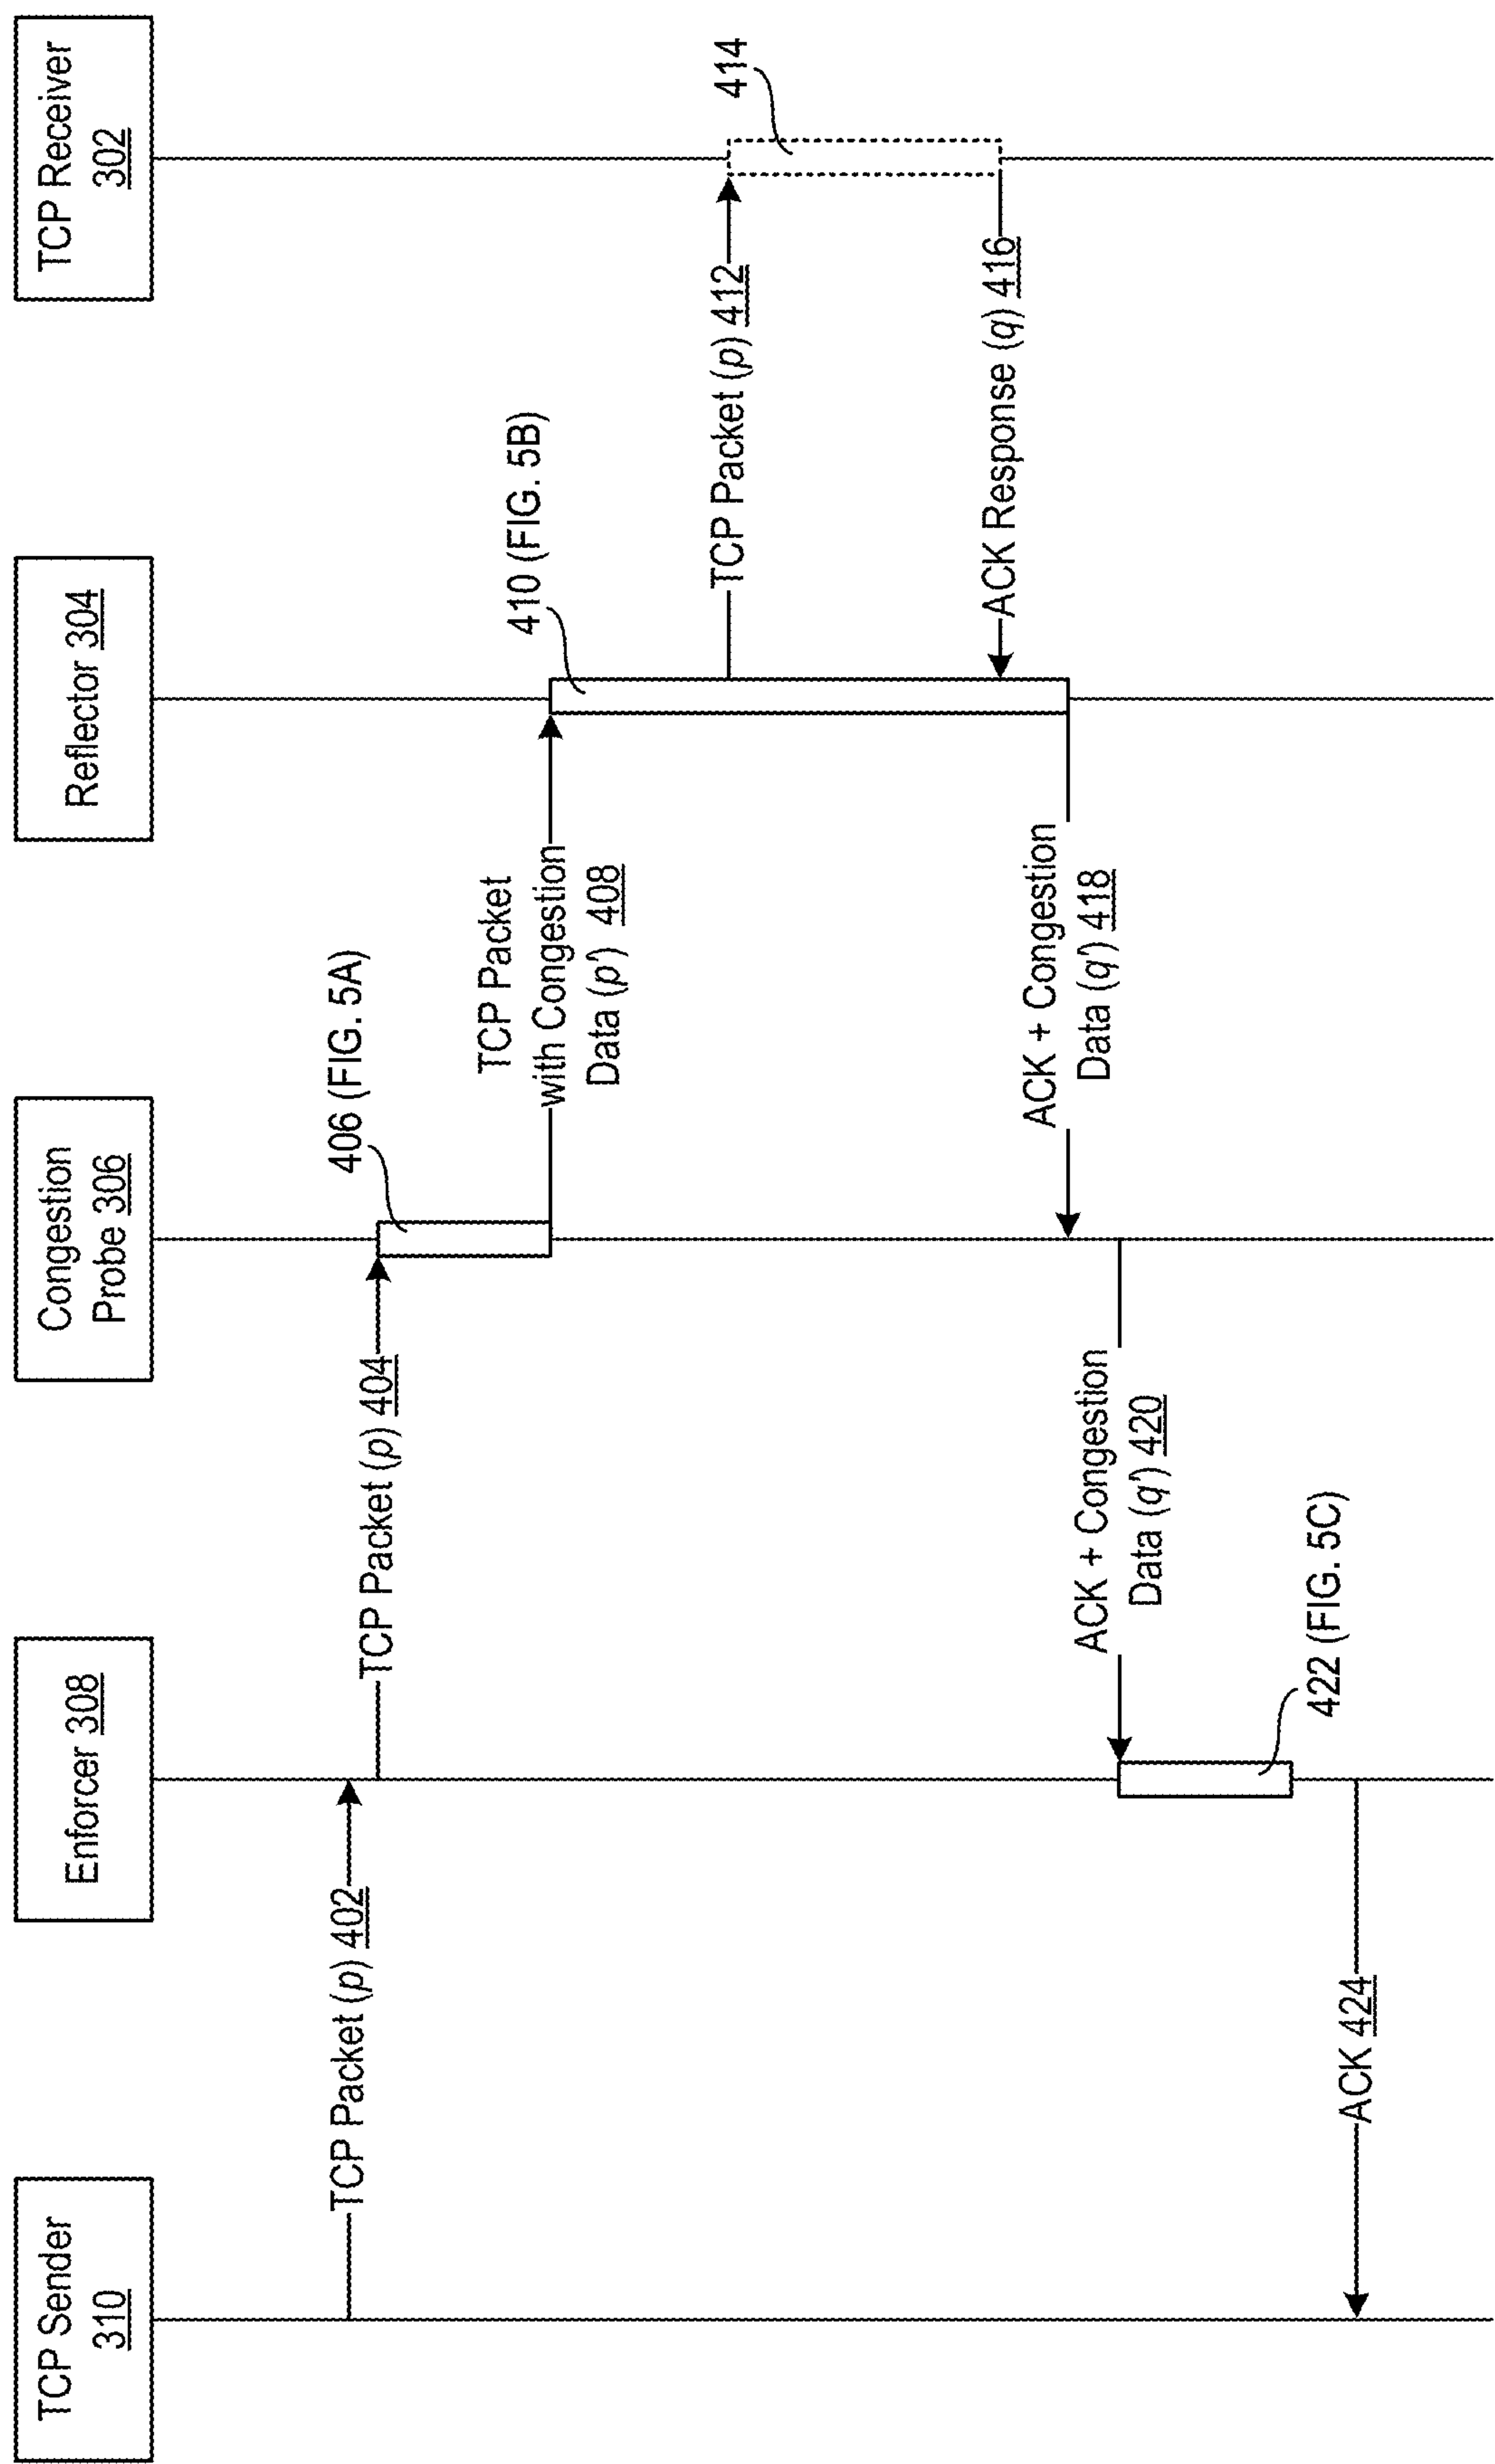 TCP Sender
310
Enforcer 308
Congestion
Probe 306
Reflector 304
TCP Receiver
302
TCP Packet (p) 402
TCP Packet (p) 404
406 (FIG. 5A)
TCP Packet
with Congestion
Data (p') 408
410 (FIG. 5B)
TCP Packet (p) 412
414
ACK Response (q) 416
ACK + Congestion
Data (q') 418
ACK + Congestion
Data (q') 420
422 (FIG. 5C)
ACK 424